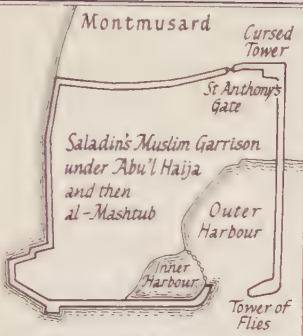 Montmusard
Cursed
Tower
St Anthony's
Gate
Saladin's Muslim Garrison
under Abu'l Haija
and then
al-Mashtub
Outer
Harbour
Inner
Harbour
Tower of
Flies